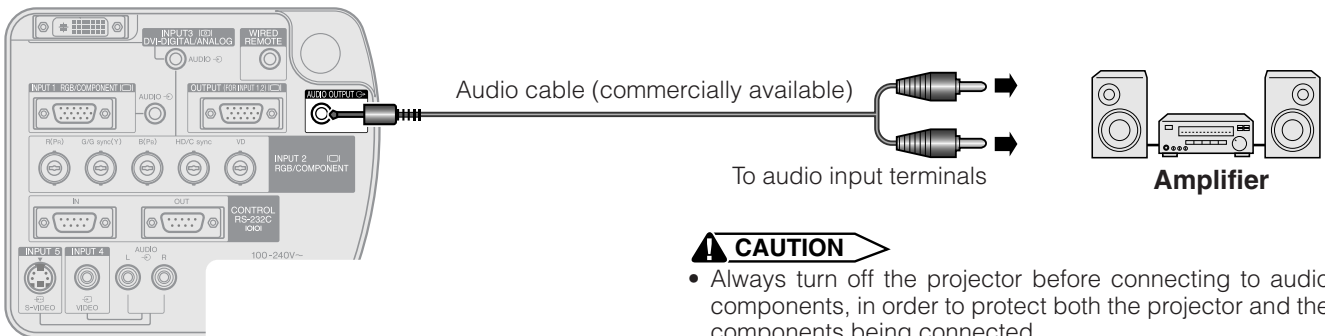 INPUT3
DVI-DIGITAL/ANALOG
WIRED
REMOTE
AUDIO
INPUT 1 RGB/COMPONENT
AUDIO
OUTPUT (FOR INPUT 1,2)
AUDIO OUTPUT
Audio cable (commercially available)
R(PR) G/G sync(Y) B(PB) HD/C sync VD
INPUT 2
RGB/COMPONENT
To audio input terminals
Amplifier
IN OUT
CONTROL
RS-232C
INPUT 5 INPUT 4 AUDIO
L R
100-240V~
S-VIDEO VIDEO
CAUTION
• Always turn off the projector before connecting to audio
components, in order to protect both the projector and the
components being connected.